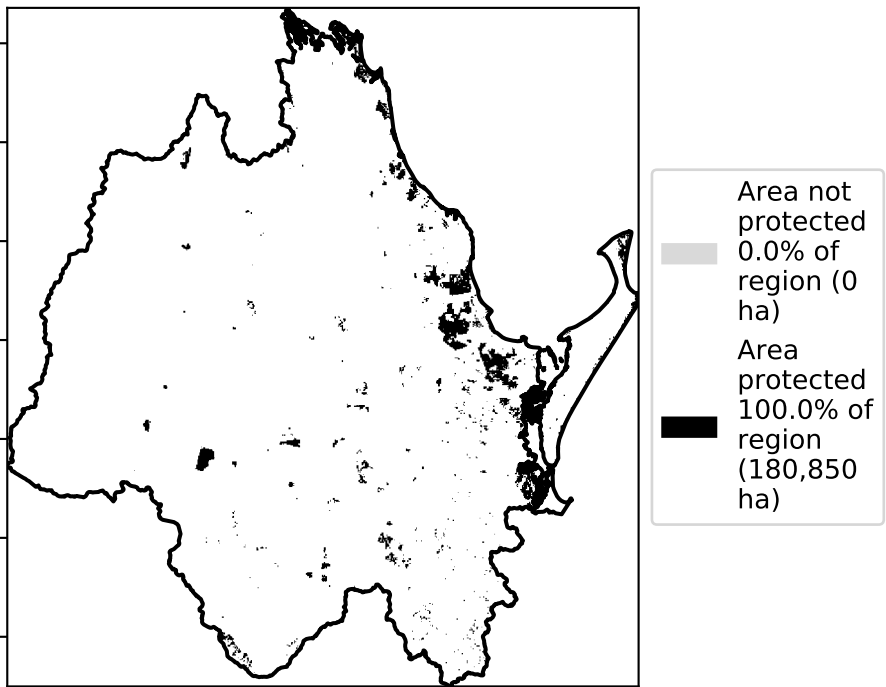 Area not
protected
0.0% of
region (0
ha)
Area
protected
100.0% of
region
(180,850
ha)